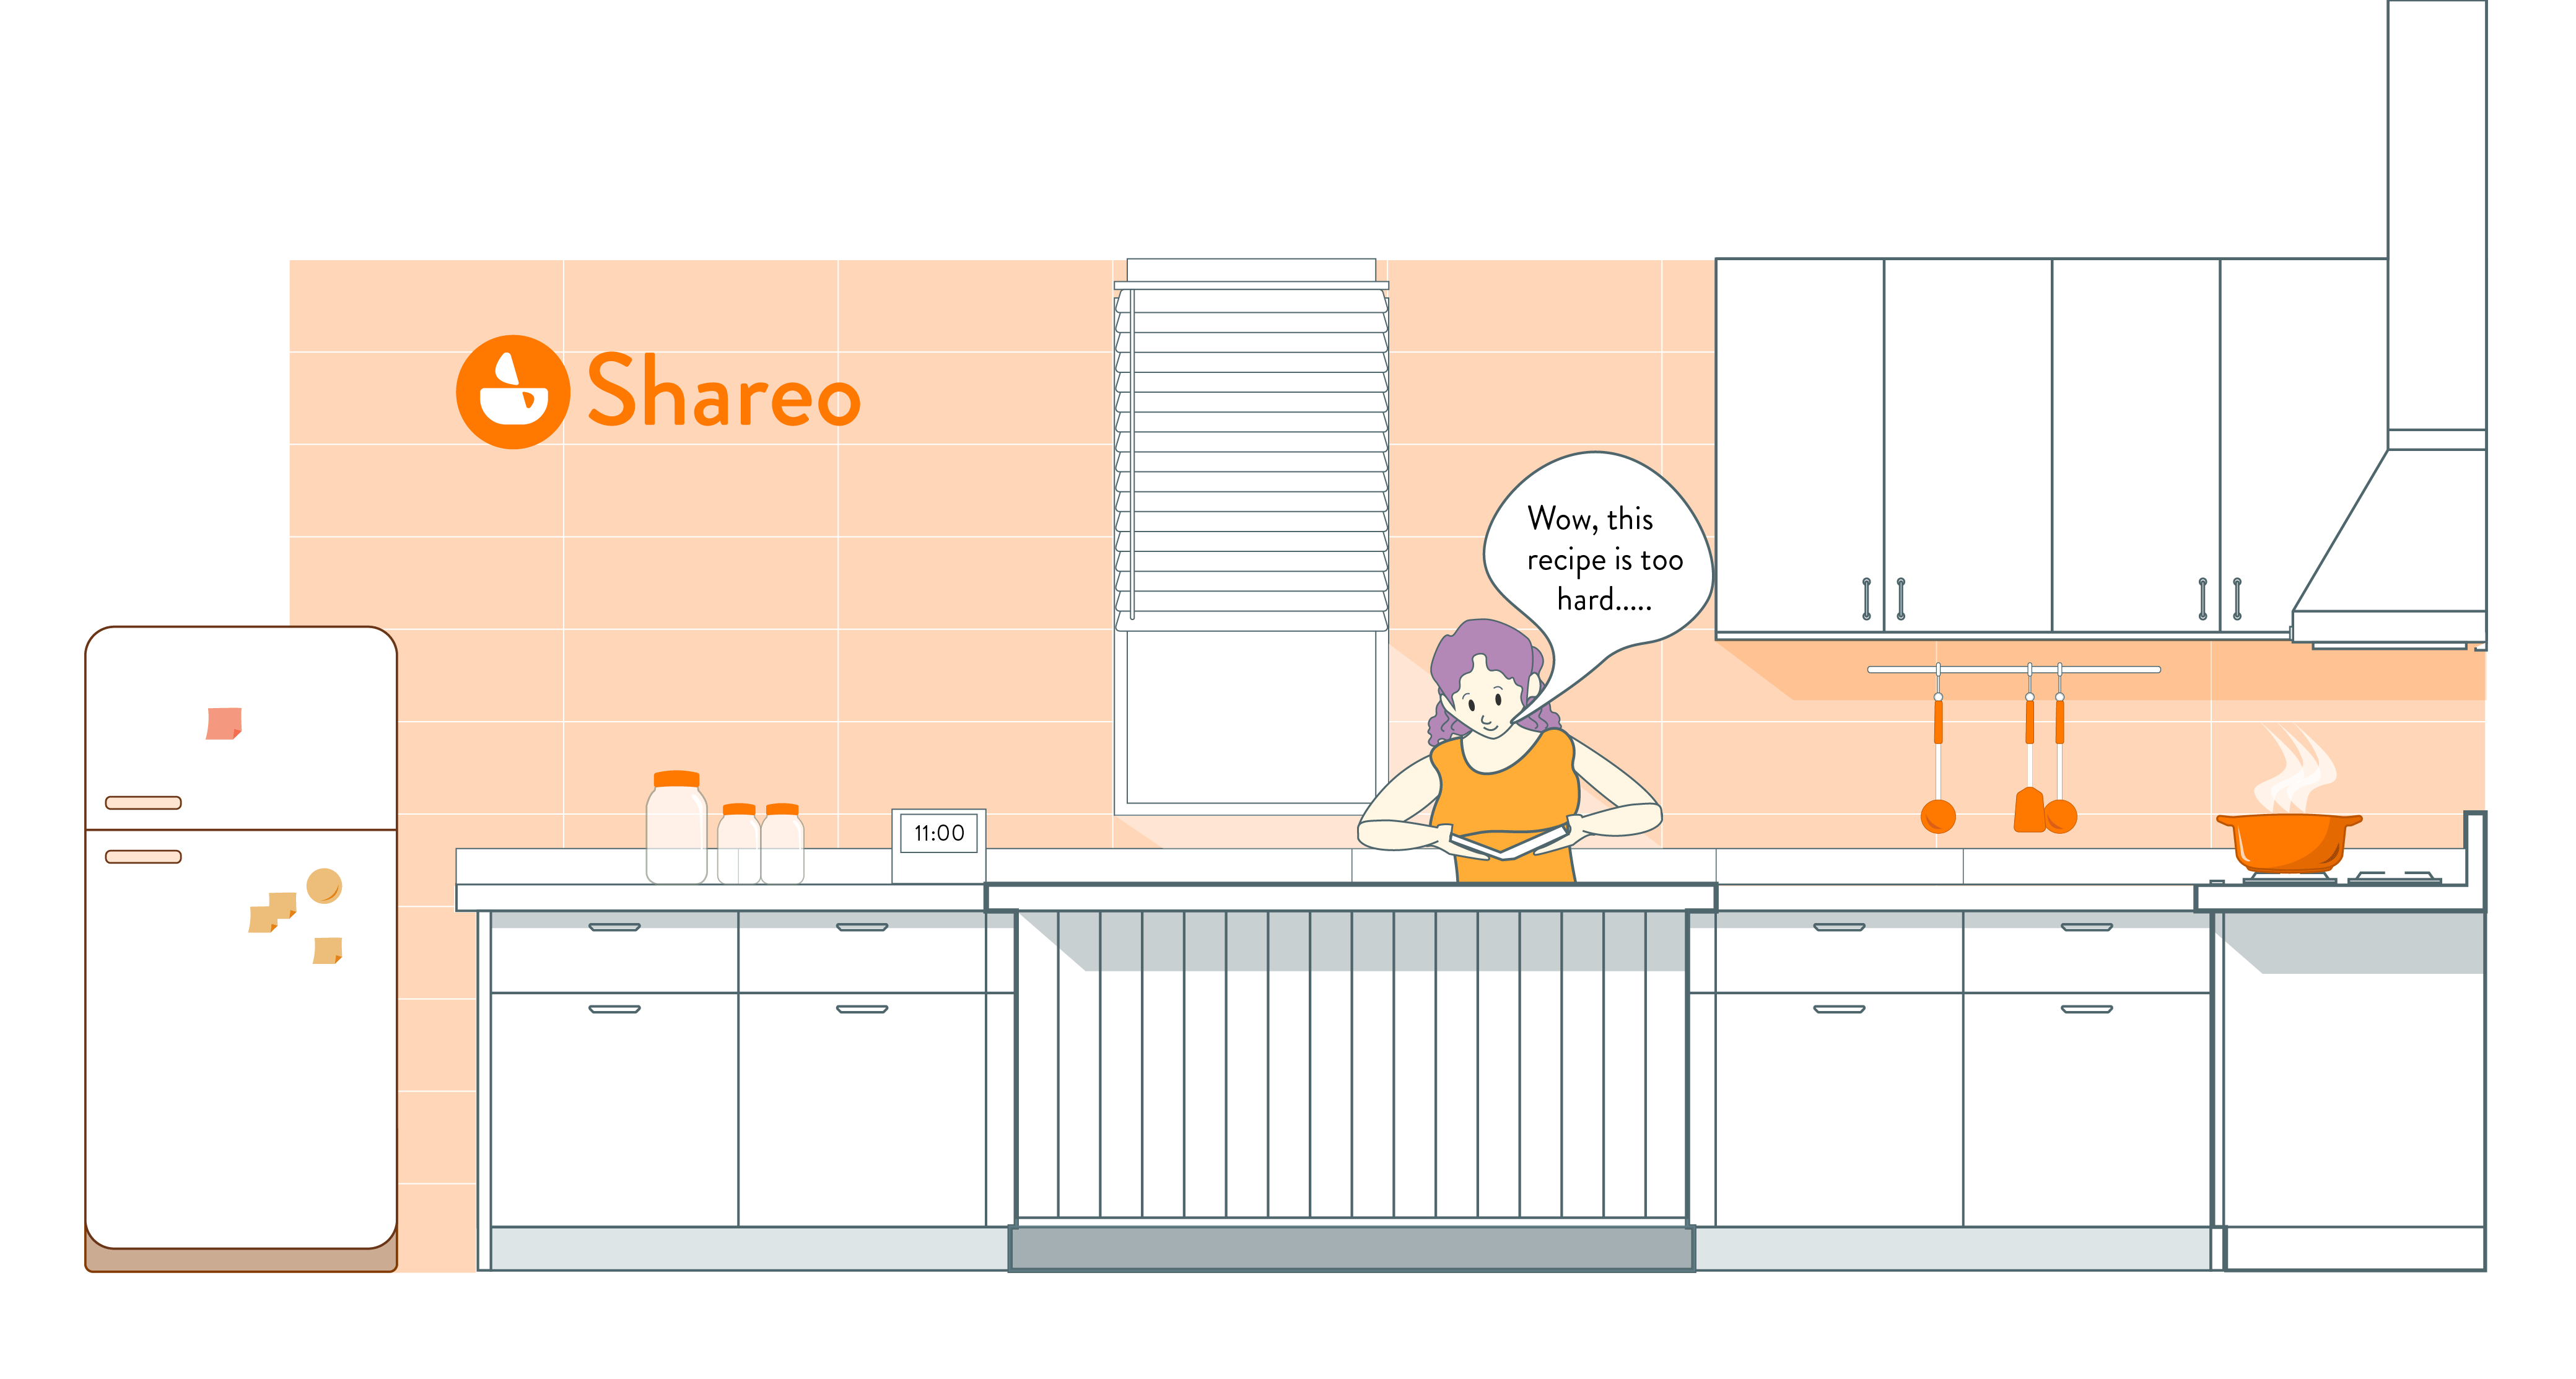 Shareo
Wow, this
recipe is too
hard.....
11:00